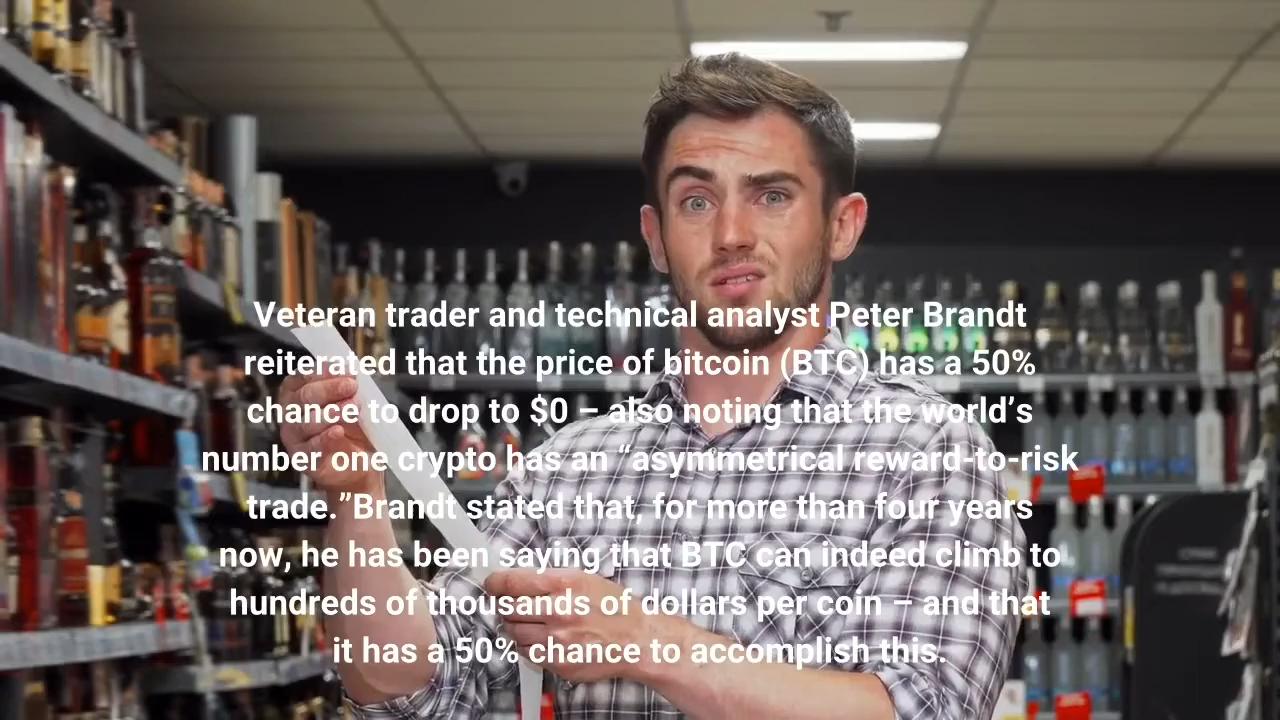 Veteran trader and technical analyst Peter Brandt
reiterated that the price of bitcoin (BTC) has a 50%
chance to drop to $0 – also noting that the world’s
number one crypto has an “asymmetrical reward-to-risk
trade.”Brandt stated that, for more than four years
now, he has been saying that BTC can indeed climb to
hundreds of thousands of dollars per coin – and that
it has a 50% chance to accomplish this.